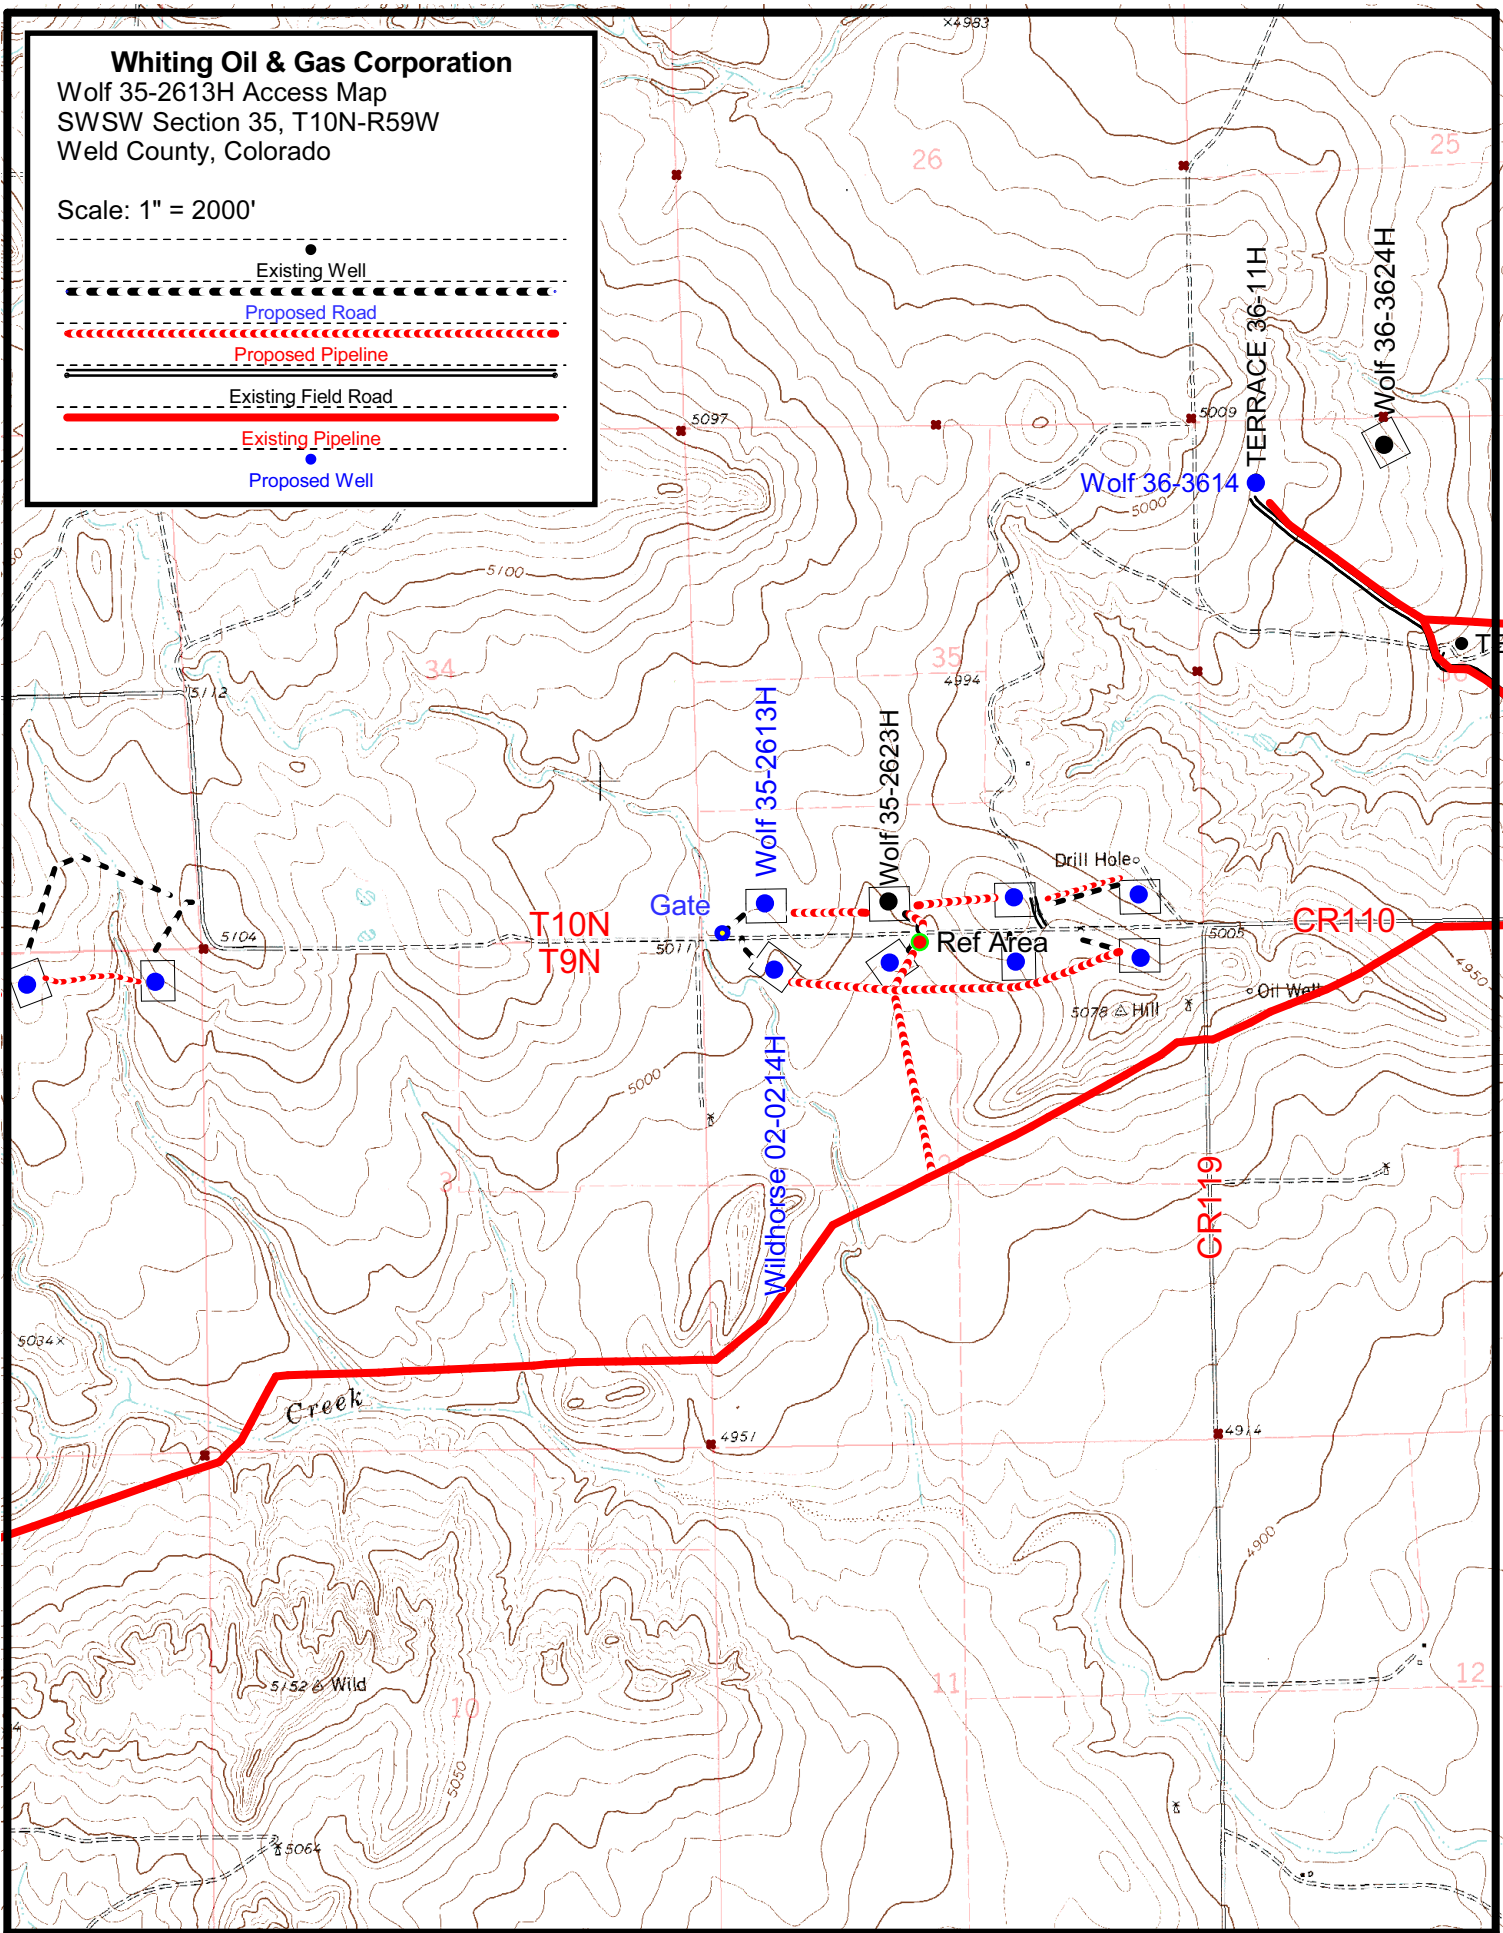 Whiting Oil & Gas Corporation
Wolf 35-2613H Access Map
SWSW Section 35, T10N-R59W
Weld County, Colorado
Scale: 1" = 2000'
Existing Well
Proposed Road
Proposed Pipeline
Existing Field Road
Existing Pipeline
Proposed Well
×4983
26
25
TERRACE 36-11H
Wolf 36-3624H
5097
5009
Wolf 36-3614
5000
5100
34
35
4994
5112
Wolf 35-2613H
Wolf 35-2623H
Drill Hole
Gate
T10N
T9N
5104
5011
Ref Area
5005
CR110
4950
Oil Well
5078 Hill
5000
Wildhorse 02-0214H
CR119
1
5034×
Creek
4951
4914
4900
5152 Wild
10
11
12
5050
5064